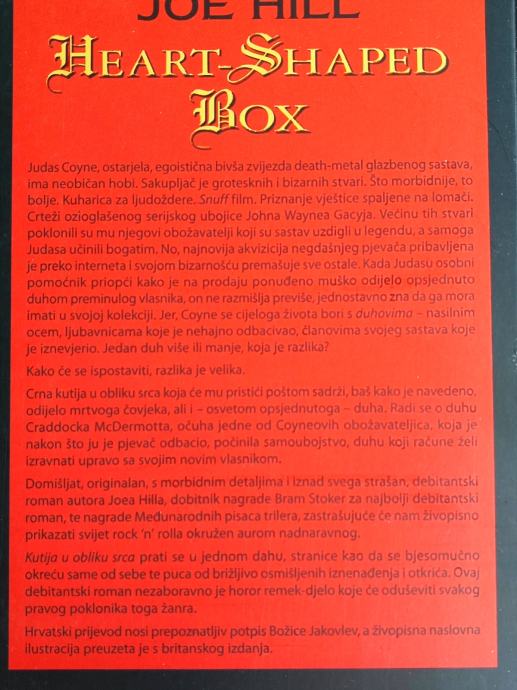 JOE HILL
HEART-SHAPED
BOX
Judas Coyne, ostarjela, egoistična bivša zvijezda death-metal glazbenog sastava,
ima neobičan hobi. Sakupljač je grotesknih i bizarnih stvari. Što morbidnije, to
bolje. Kuharica za ljudoždere. Snuff film. Priznanje vještice spaljene na lomači.
Crteži ozloglašenog serijskog ubojice Johna Waynea Gacyja. Većinu tih stvari
poklonili su mu njegovi obožavatelji koji su sastav uzdigli u legendu, a samoga
Judasa učinili bogatim. No, najnovija akvizicija negdašnjeg pjevača pribavljena
je preko interneta i svojom bizarnošću premašuje sve ostale. Kada Judasu osobni
pomoćnik priopći kako je na prodaju ponuđeno muško odijelo opsjednuto
duhom preminulog vlasnika, on ne razmišlja previše, jednostavno zna da ga mora
imati u svojoj kolekciji. Jer, Coyne se cijeloga života bori s duhovima – nasilnim
ocem, ljubavnicama koje je nehajno odbacivao, članovima svojeg sastava koje
je iznevjerio. Jedan duh više ili manje, koja je razlika?
Kako će se ispostaviti, razlika je velika.
Crna kutija u obliku srca koja će mu pristići poštom sadrži, baš kako je navedeno,
odijelo mrtvoga čovjeka, ali i – osvetom opsjednutoga – duha. Radi se o duhu
Craddocka McDermotta, očuha jedne od Coyneovih obožavateljica, koja je
nakon što ju je pjevač odbacio, počinila samoubojstvo, duhu koji račune želi
izravnati upravo sa svojim novim vlasnikom.
Domišljat, originalan, s morbidnim detaljima i iznad svega strašan, debitantski
roman autora Joea Hilla, dobitnik nagrade Bram Stoker za najbolji debitantski
roman, te nagrade Međunarodnih pisaca trilera, zastrašujuće će nam živopisno
prikazati svijet rock ‘n’ rolla okružen aurom nadnaravnog.
Kutija u obliku srca prati se u jednom dahu, stranice kao da se bjesomučno
okreću same od sebe te puca od brižljivo osmišljenih iznenađenja i otkrića. Ovaj
debitantski roman nezaboravno je horor remek-djelo koje će oduševiti svakog
pravog poklonika toga žanra.
Hrvatski prijevod nosi prepoznatljiv potpis Božice Jakovlev, a živopisna naslovna
ilustracija preuzeta je s britanskog izdanja.